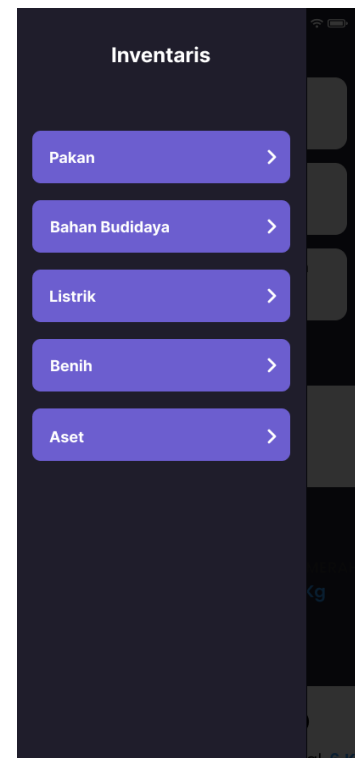 Inventaris
Pakan
Bahan Budidaya
Listrik
Benih
Aset
Kg